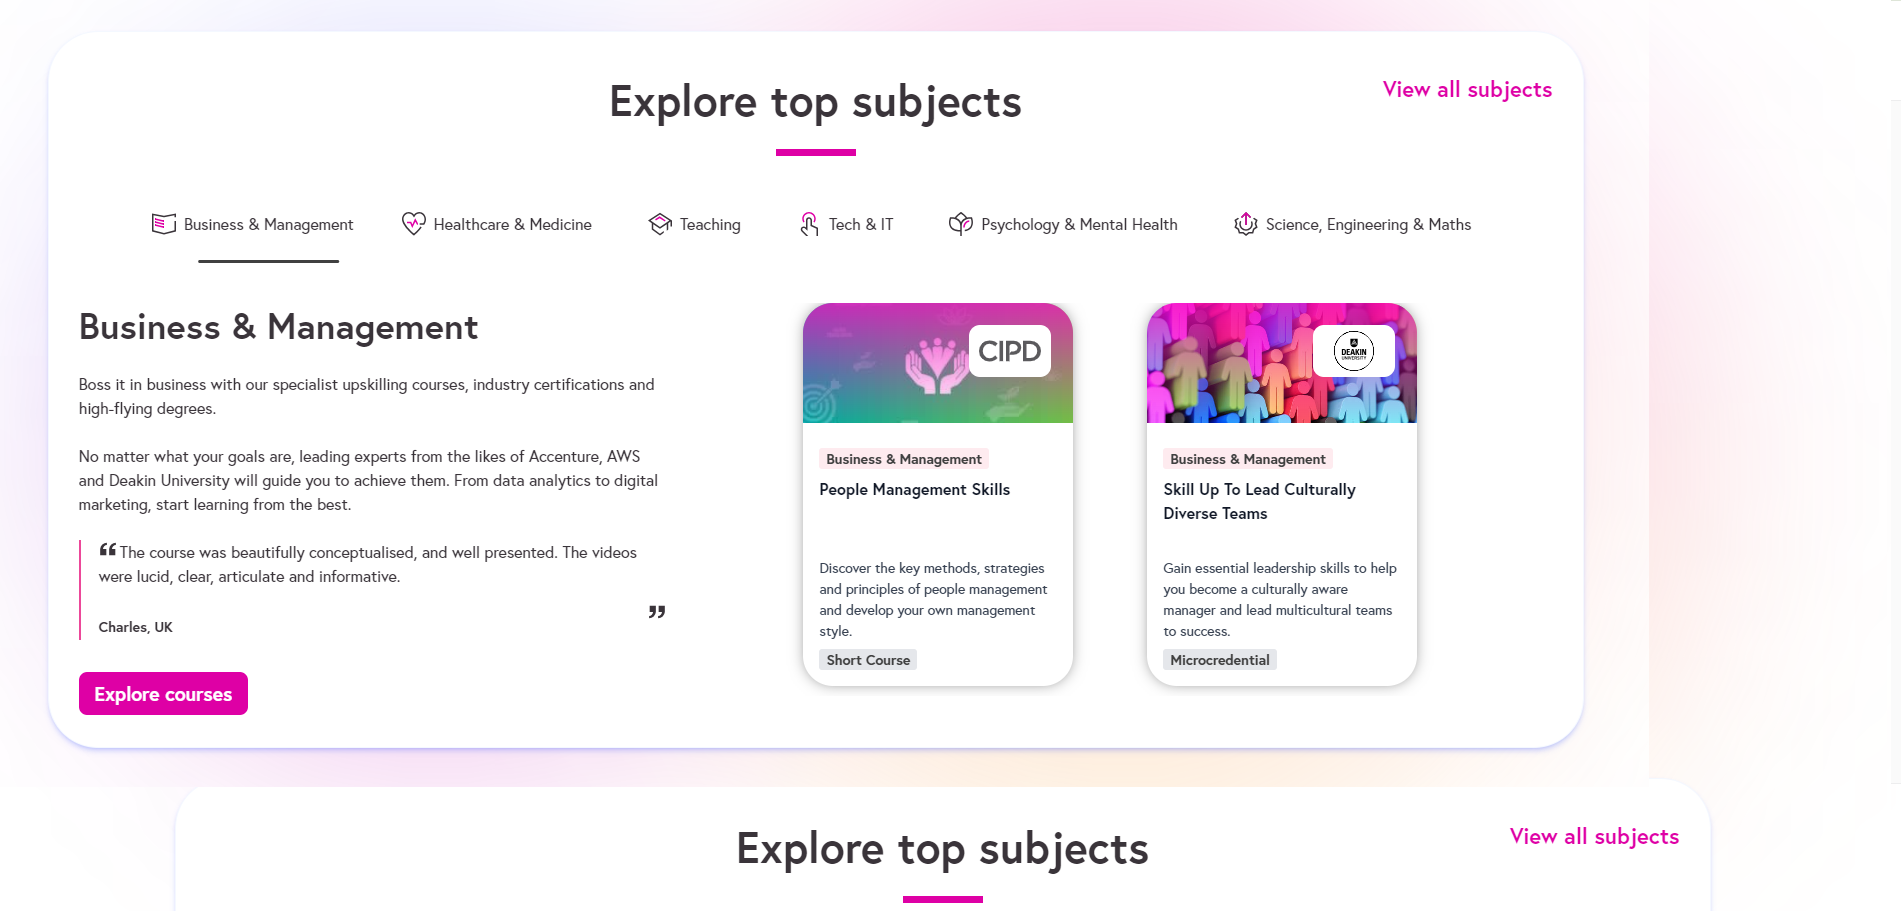 Explore top subjects
View all subjects
Business & Management
Healthcare & Medicine
Teaching
Tech & IT
Psychology & Mental Health
Science, Engineering & Maths
Business & Management
Boss it in business with our specialist upskilling courses, industry certifications and
high-flying degrees.
No matter what your goals are, leading experts from the likes of Accenture, AWS
and Deakin University will guide you to achieve them. From data analytics to digital
marketing, start learning from the best.
“The course was beautifully conceptualised, and well presented. The videos
were lucid, clear, articulate and informative.
”
Charles, UK
Explore courses
CIPD
Business & Management
People Management Skills
Discover the key methods, strategies
and principles of people management
and develop your own management
style.
Short Course
DEAKIN
UNIVERSITY
Business & Management
Skill Up To Lead Culturally
Diverse Teams
Gain essential leadership skills to help
you become a culturally aware
manager and lead multicultural teams
to success.
Microcredential
Explore top subjects
View all subjects